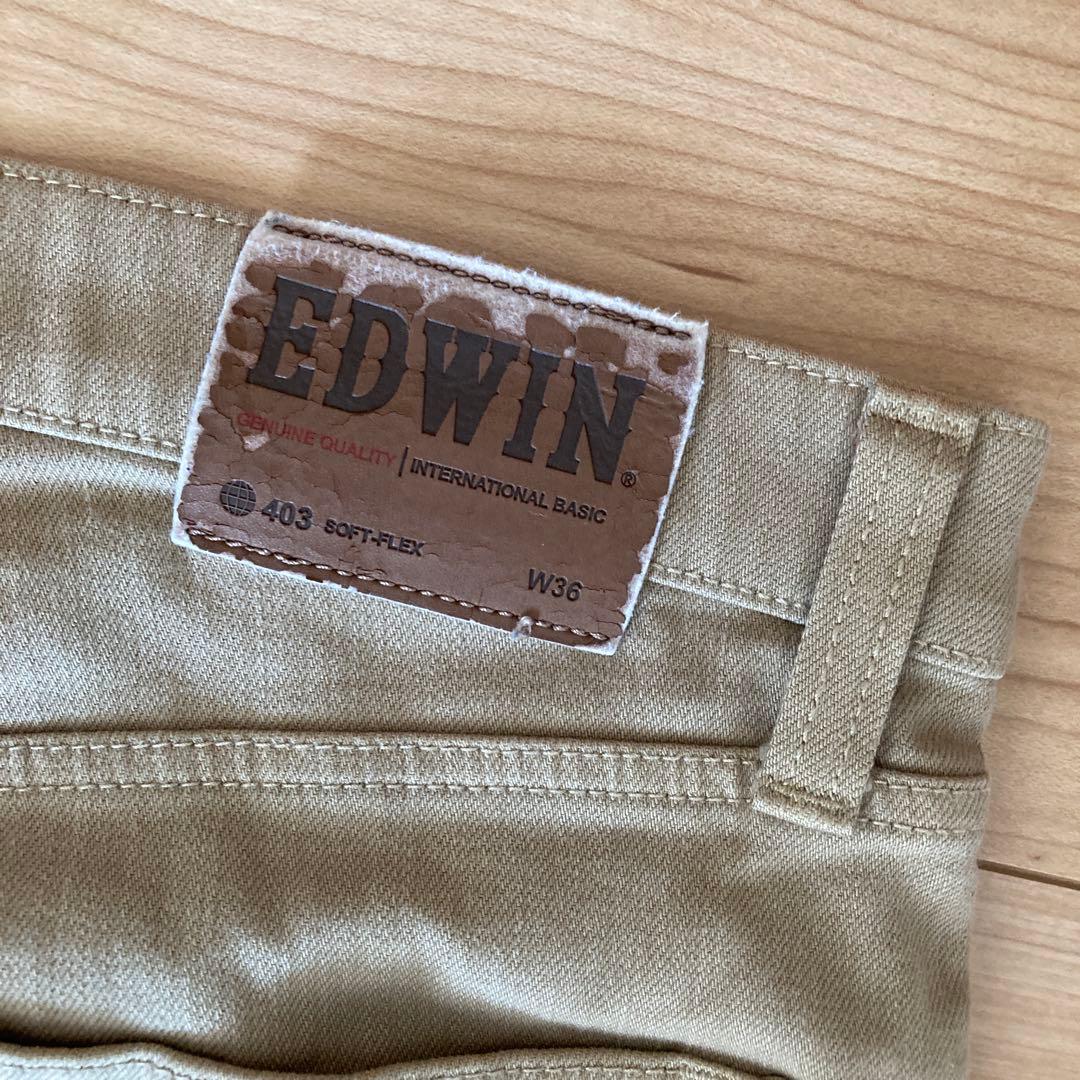 EDWIN®
GENUINE QUALITY | INTERNATIONAL BASIC
403 SOFT-FLEX
W36